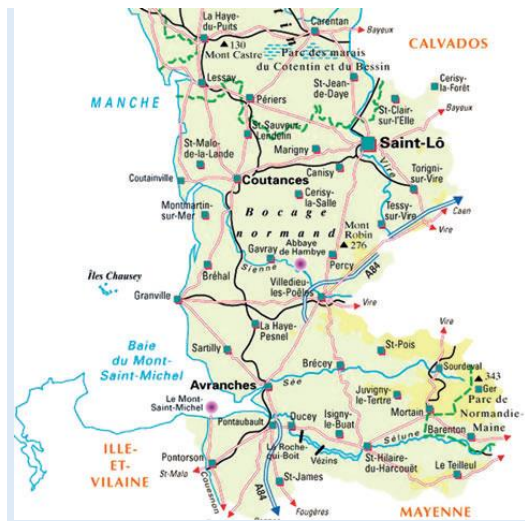 La Haye-
du-Puits
Carentan
Bayeux
130
Mont Castre
Parc des marais
du Cotentin et du Bessin
CALVADOS
Lessay
St-Jean-
de-Daye
Cerisy-
la-Forêt
MANCHE
Périers
St-Clair-
sur-l'Elle
Bayeux
St-Sauveur-
Lendelin
St-Malo-
de-la-Lande
Marigny
Saint-Lô
Vire
Canisy
Torigni-
sur-Vire
Coutainville
Coutances
Cerisy-
la-Salle
Montmartin-
sur-Mer
Bocage
normand
Mont
Robin
276
Tessy-
sur-Vire
Caen
Vire
Gavray
Abbaye
de Hambye
Sienne
Percy
A84
Îles Chausey
Bréhal
Villedieu-
les-Poêles
Granville
Vire
La Haye-
Pesnel
Vire
Baie
du Mont-
Saint-Michel
Sartilly
St-Pois
Brécey
Sourdeval
343
Ger
Avranches
Sée
Le Mont-
Saint-Michel
Juvigny-
le-Tertre
Mortain
Parc de
Normandie-
Maine
Pontaubault
Ducey
Isigny-
le-Buat
Sélune
Barenton
ILLE-
ET-
VILAINE
Pontorson
St-Malo
La Roche-
qui-Boit
Vézins
St-Hilaire-
du-Harcouët
Le Teilleul
Couesnon
A84
St-James
Fougères
MAYENNE